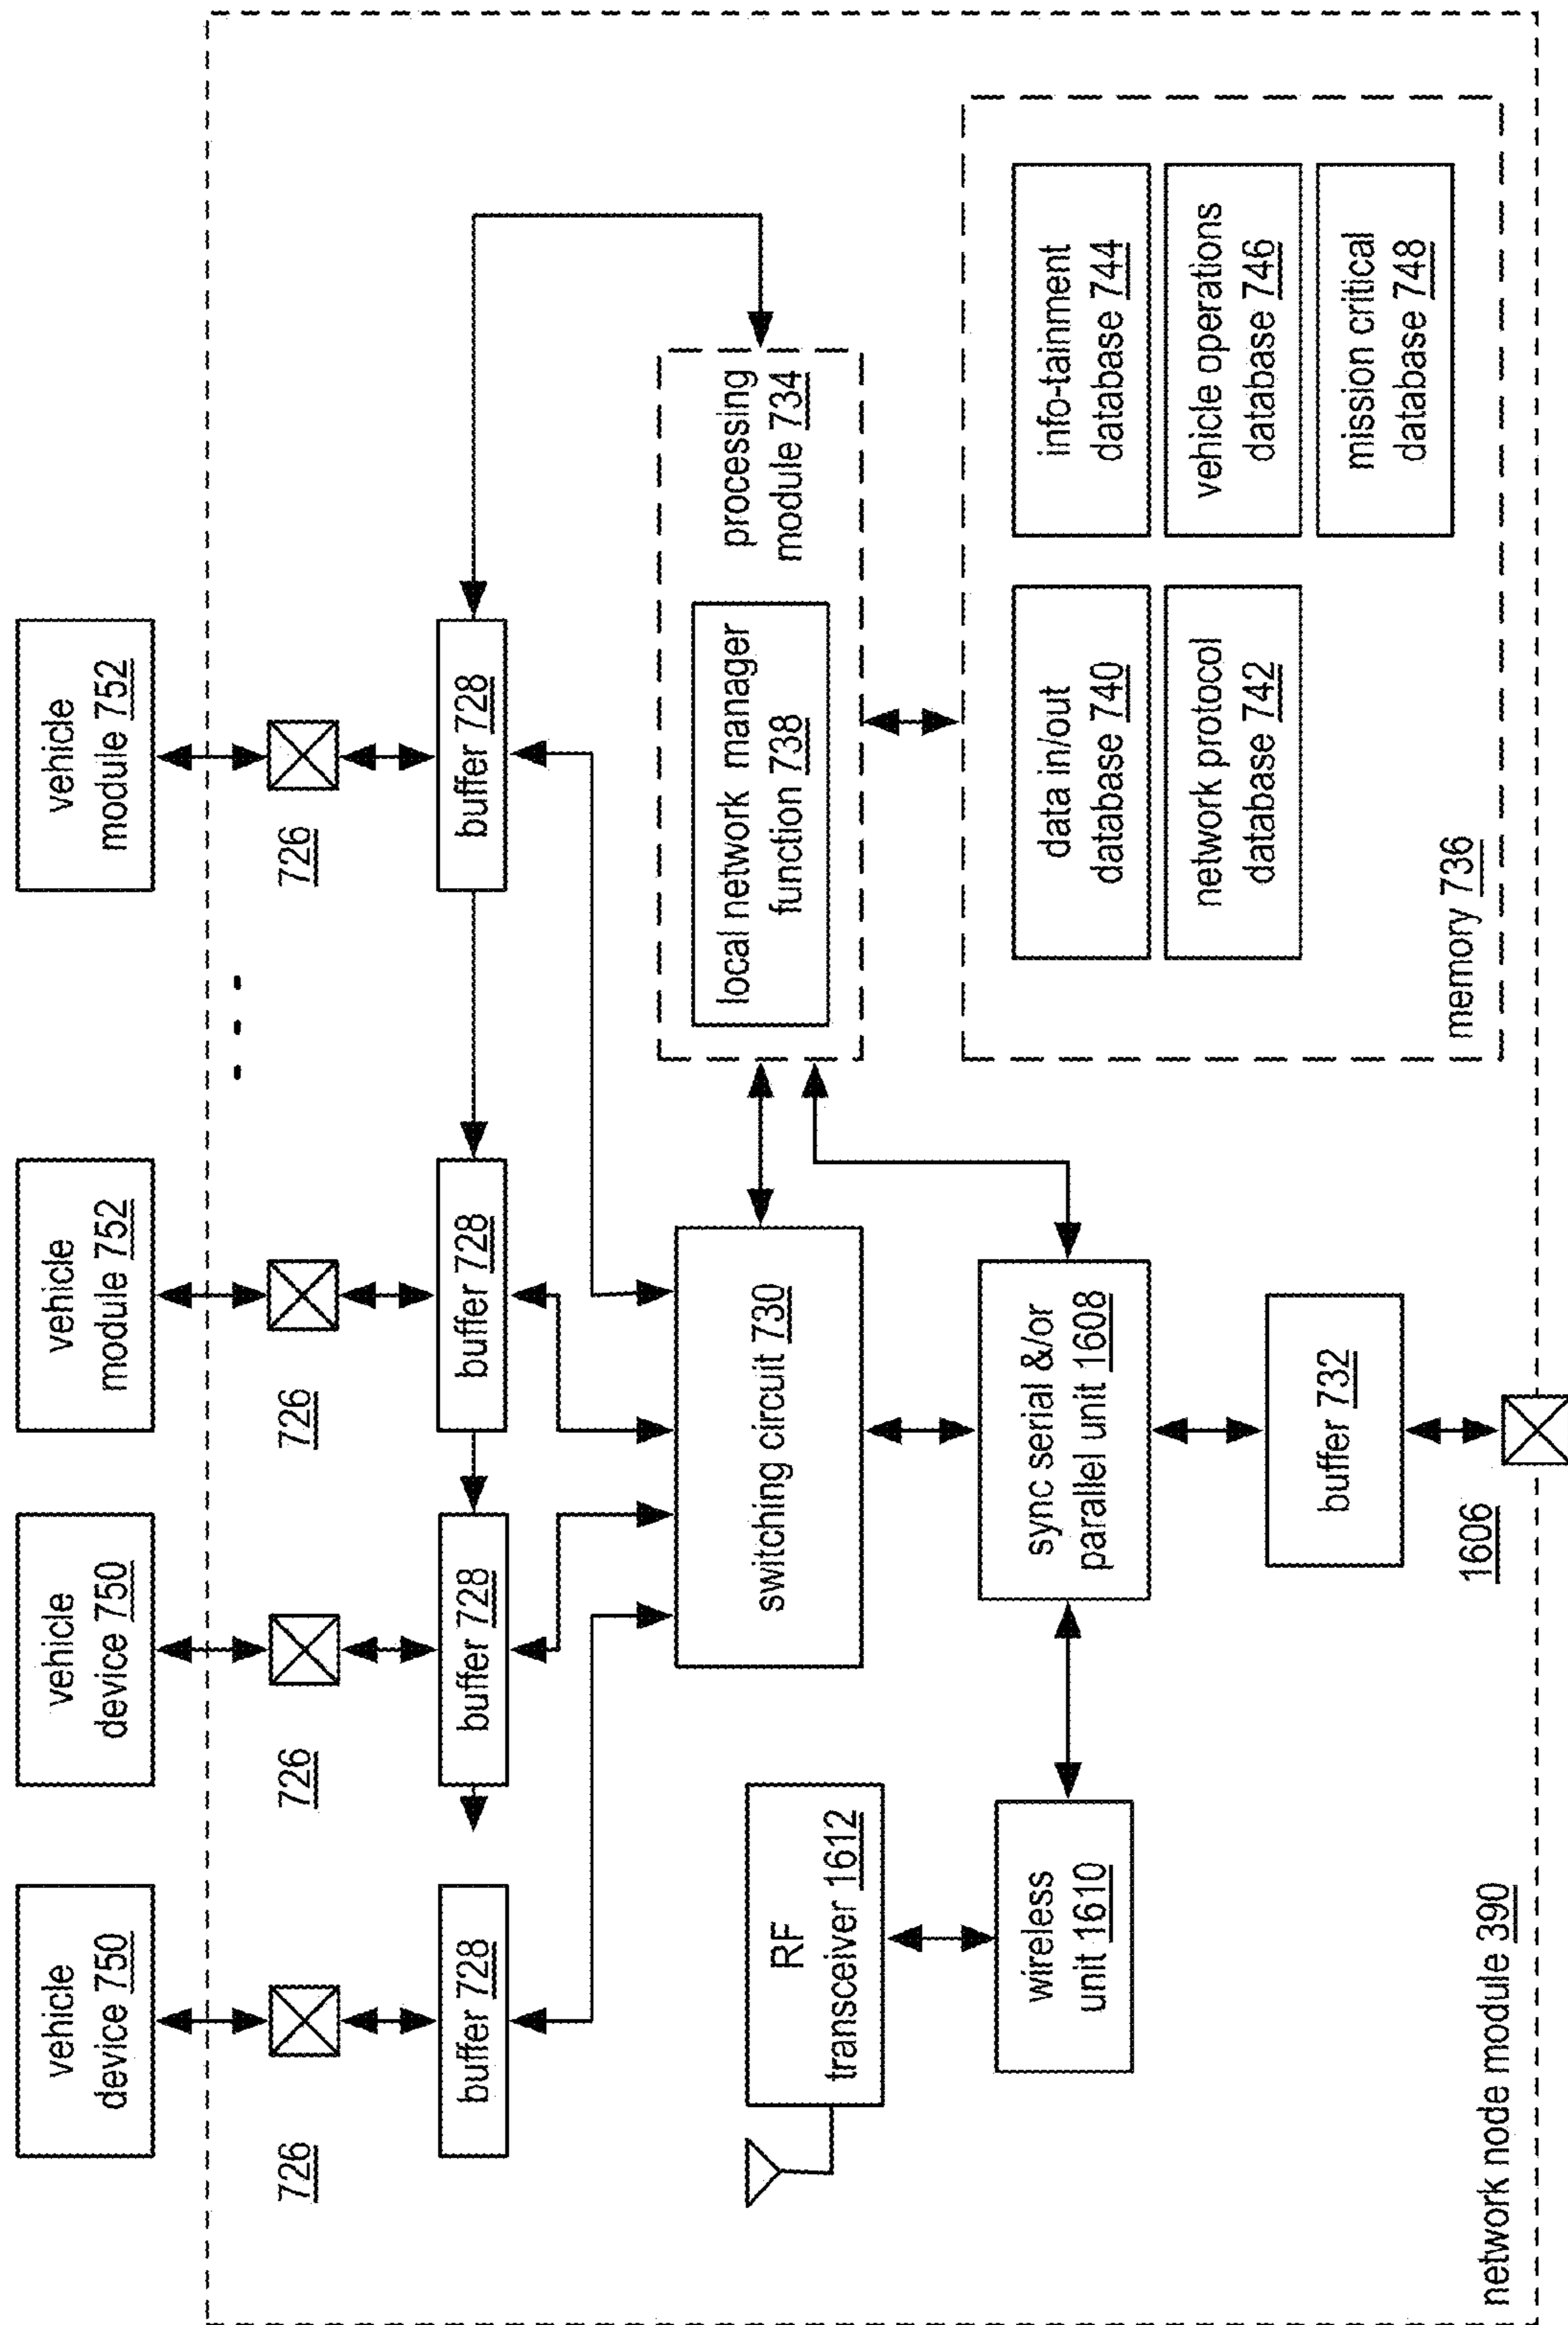 vehicle
device 750
vehicle
device 750
vehicle
module 752
vehicle
module 752
726
726
726
726
buffer 728
buffer 728
buffer 728
buffer 728
RF
transceiver 1612
switching circuit 730
local network manager
function 738
processing
module 734
wireless
unit 1610
sync serial &/or
parallel unit 1608
data in/out
database 740
info-tainment
database 744
network protocol
database 742
vehicle operations
database 746
mission critical
database 748
buffer 732
memory 736
1606
network node module 390